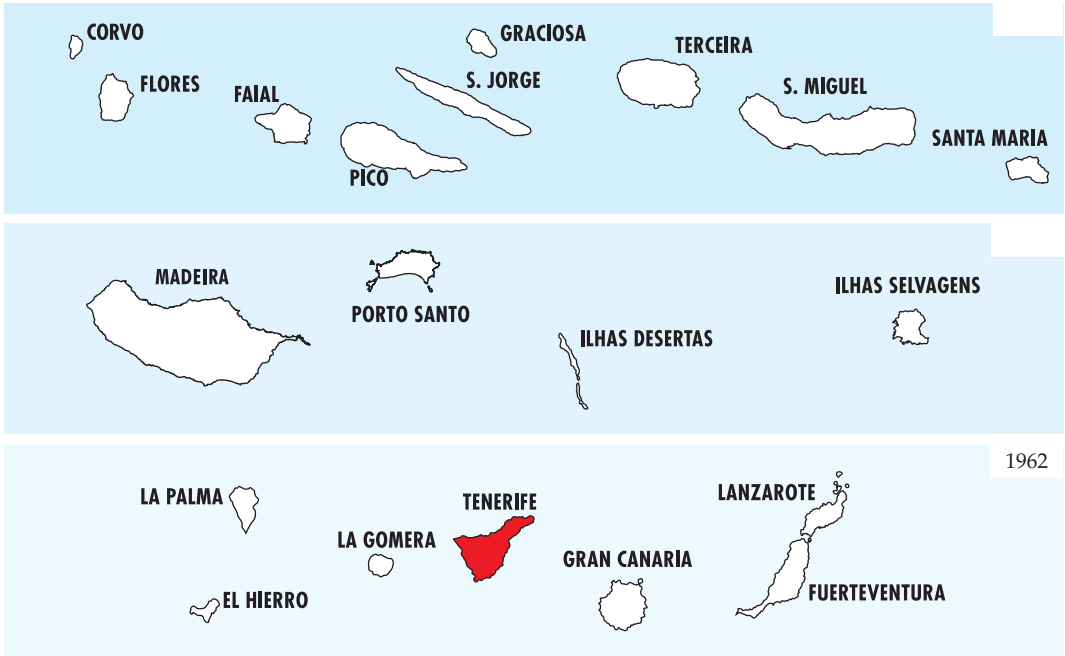 CORVO
FLORES
FAIAL
PICO
GRACIOSA
S. JORGE
TERCEIRA
S. MIGUEL
SANTA MARIA
MADEIRA
PORTO SANTO
ILHAS DESERTAS
ILHAS SELVAGENS
1962
LA PALMA
EL HIERRO
LA GOMERA
TENERIFE
GRAN CANARIA
LANZAROTE
FUERTEVENTURA